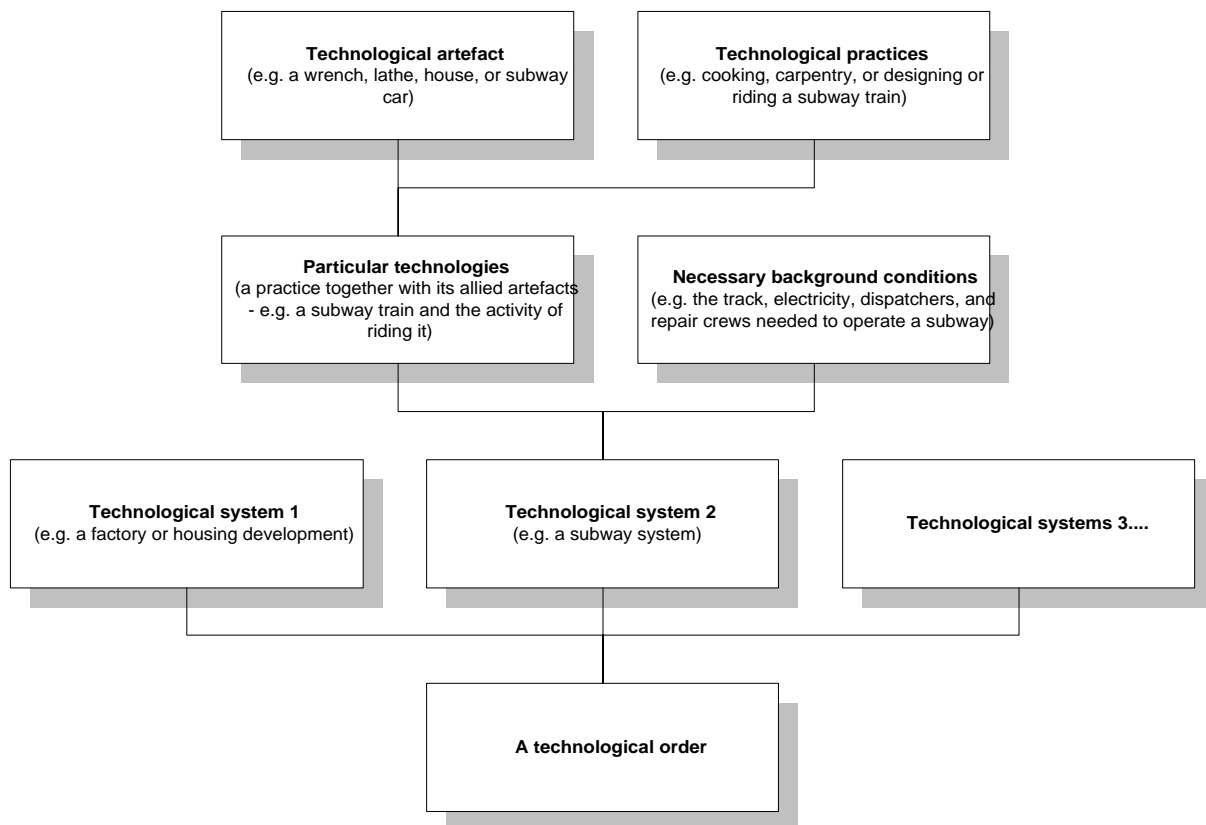 Technological artefact
(e.g. a wrench, lathe, house, or subway
car)
Technological practices
(e.g. cooking, carpentry, or designing or
riding a subway train)
Particular technologies
(a practice together with its allied artefacts
- e.g. a subway train and the activity of
riding it)
Necessary background conditions
(e.g. the track, electricity, dispatchers, and
repair crews needed to operate a subway)
Technological system 1
(e.g. a factory or housing development)
Technological system 2
(e.g. a subway system)
Technological systems 3....
A technological order